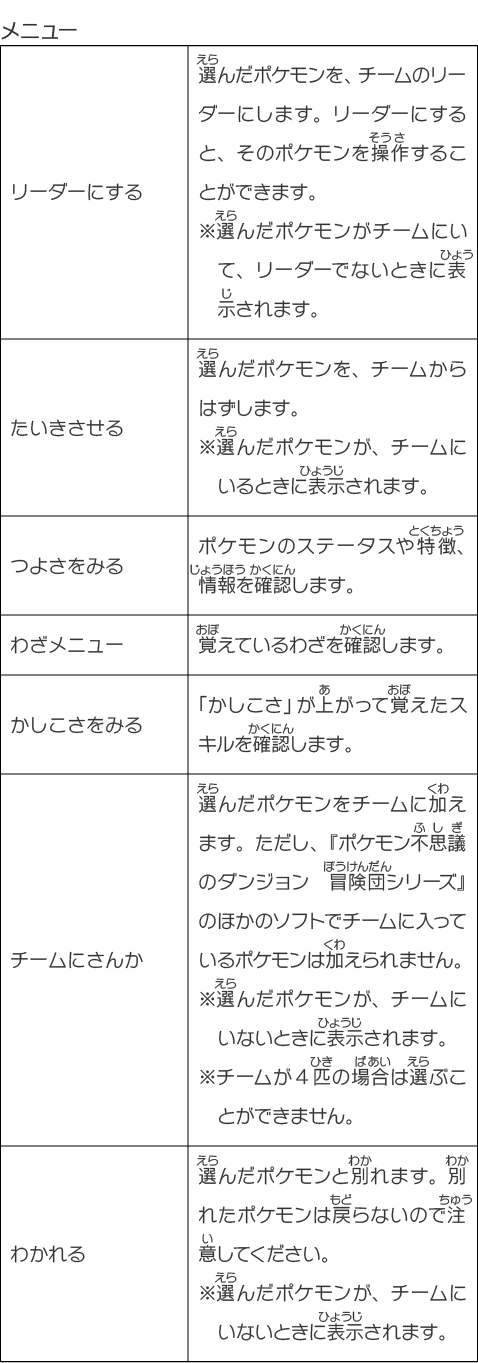 メニュー
リーダーにする
選んだポケモンを、チームのリー
ダーにします。リーダーにする
と、そのポケモンを操作するこ
とができます。
※選んだポケモンがチームにい
て、リーダーでないときに表
示されます。
たいきさせる
選んだポケモンを、チームから
はずします。
※選んだポケモンが、チームに
いるときに表示されます。
つよさをみる
ポケモンのステータスや特徴、
情報を確認します。
わざメニュー
覚えているわざを確認します。
かしこさをみる
「かしこさ」が上がって覚えたス
キルを確認します。
チームにさんか
選んだポケモンをチームに加え
ます。ただし、『ポケモン不思議
のダンジョン　冒険団シリーズ』
のほかのソフトでチームに入って
いるポケモンは加えられません。
※選んだポケモンが、チームに
いないときに表示されます。
※チームが4匹の場合は選ぶこ
とができません。
わかれる
選んだポケモンと別れます。別
れたポケモンは戻らないので注
意してください。
※選んだポケモンが、チームに
いないときに表示されます。